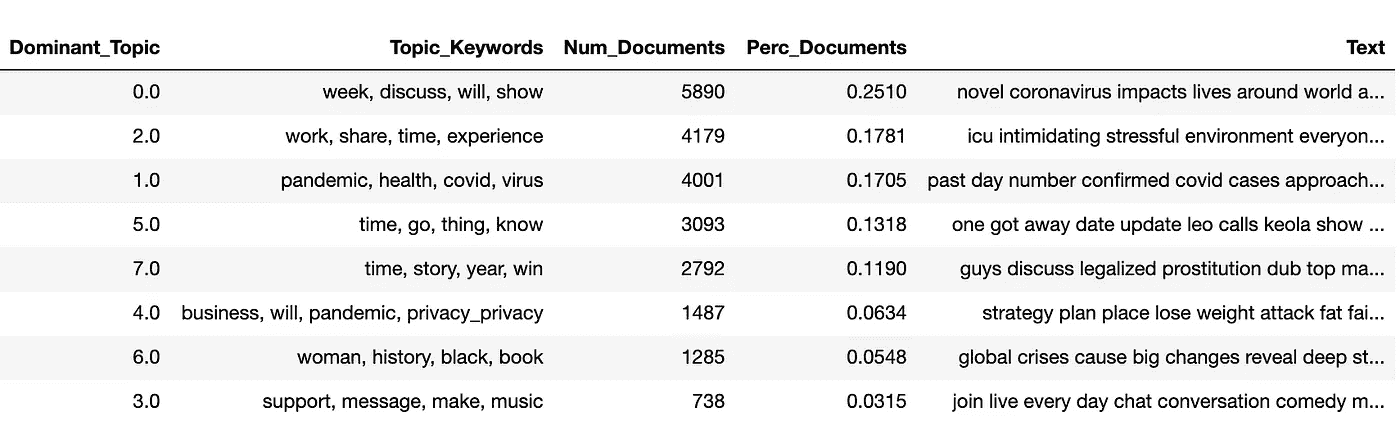 Dominant_Topic Topic_Keywords Num_Documents Perc_Documents Text
0.0 week, discuss, will, show 5890 0.2510 novel coronavirus impacts lives around world a...
2.0 work, share, time, experience 4179 0.1781 icu intimidating stressful environment everyon...
1.0 pandemic, health, covid, virus 4001 0.1705 past day number confirmed covid cases approach...
5.0 time, go, thing, know 3093 0.1318 one got away date update leo calls keola show ...
7.0 time, story, year, win 2792 0.1190 guys discuss legalized prostitution dub top ma...
4.0 business, will, pandemic, privacy_privacy 1487 0.0634 strategy plan place lose weight attack fat fai...
6.0 woman, history, black, book 1285 0.0548 global crises cause big changes reveal deep st...
3.0 support, message, make, music 738 0.0315 join live every day chat conversation comedy m...